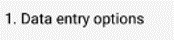 1. Data entry options